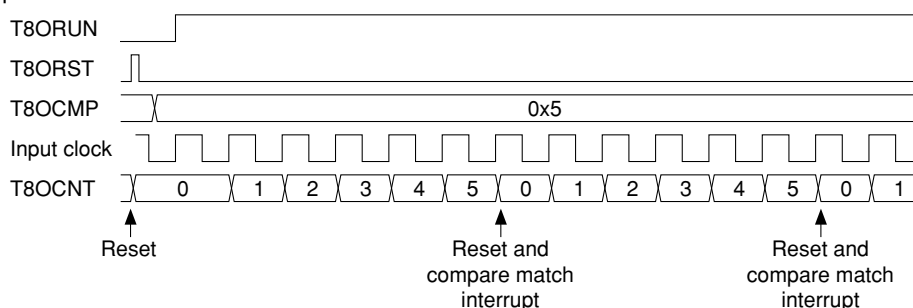 T8ORUN
T8ORST
T8OCMP 0x5
Input clock
T8OCNT 0 1 2 3 4 5 0 1 2 3 4 5 0 1
Reset Reset and Reset and
compare match compare match
interrupt interrupt